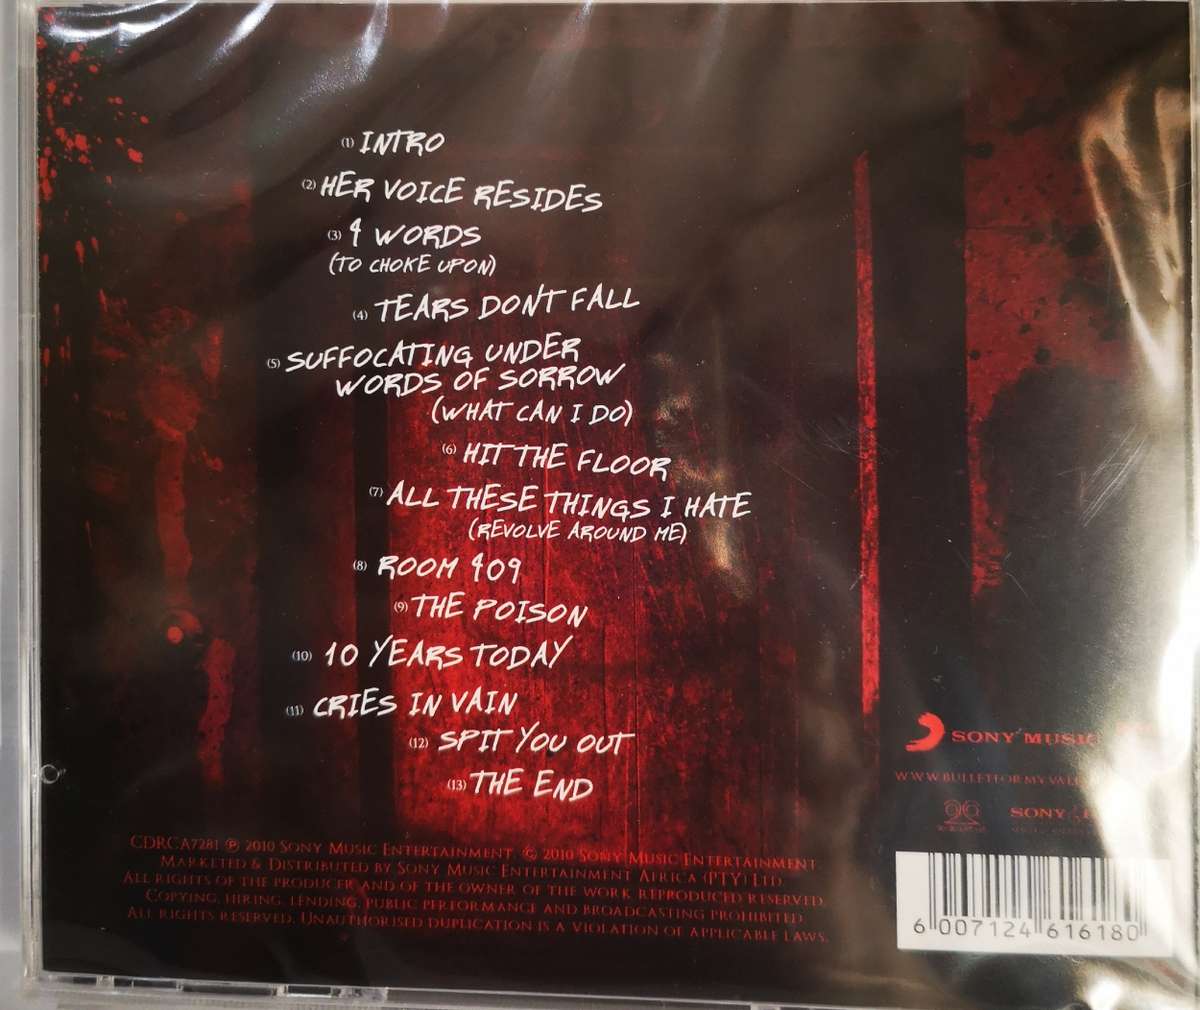 (1) INTRO
(2) HER VOICE RESIDES
(3) 4 WORDS
(TO CHOKE UPON)
(4) TEARS DON'T FALL
(5) SUFFOCATING UNDER
WORDS OF SORROW
(WHAT CAN I DO)
(6) HIT THE FLOOR
(7) ALL THESE THINGS I HATE
(REVOLVE AROUND ME)
(8) ROOM 409
(9) THE POISON
(10) 10 YEARS TODAY
(11) CRIES IN VAIN
(12) SPIT YOU OUT
(13) THE END
SONY MUSIC
SONY
CDRCA7281 ℗ 2010 SONY MUSIC ENTERTAINMENT. © 2010 SONY MUSIC ENTERTAINMENT
MARKETED & DISTRIBUTED BY SONY MUSIC ENTERTAINMENT AFRICA (PTY) LTD
ALL RIGHTS OF THE PRODUCER AND OF THE OWNER OF THE WORK REPRODUCED RESERVED.
COPYING, HIRING, LENDING, PUBLIC PERFORMANCE AND BROADCASTING PROHIBITED
ALL RIGHTS RESERVED. UNAUTHORISED DUPLICATION IS A VIOLATION OF APPLICABLE LAWS.
6 007124 616180